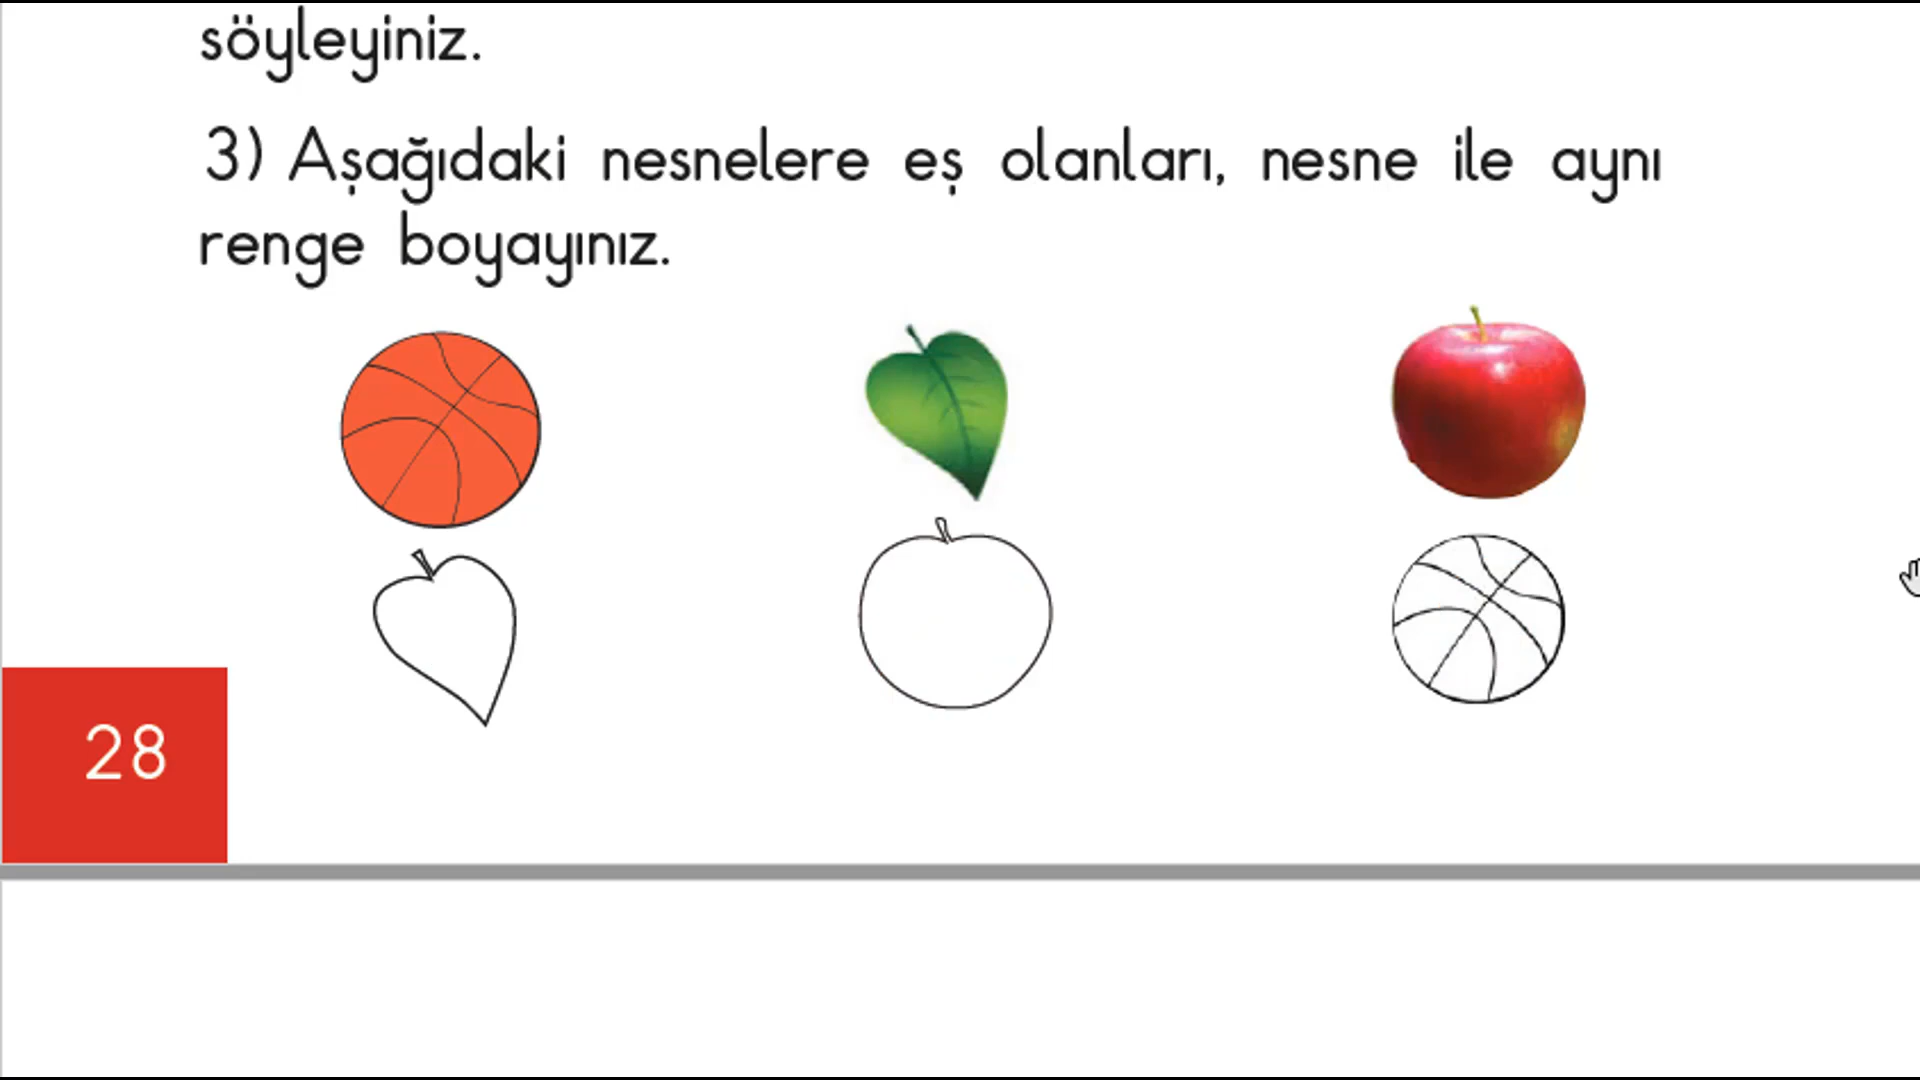 söyleyiniz.
3) Aşağıdaki nesnelere eş olanları, nesne ile aynı
renge boyayınız.
28